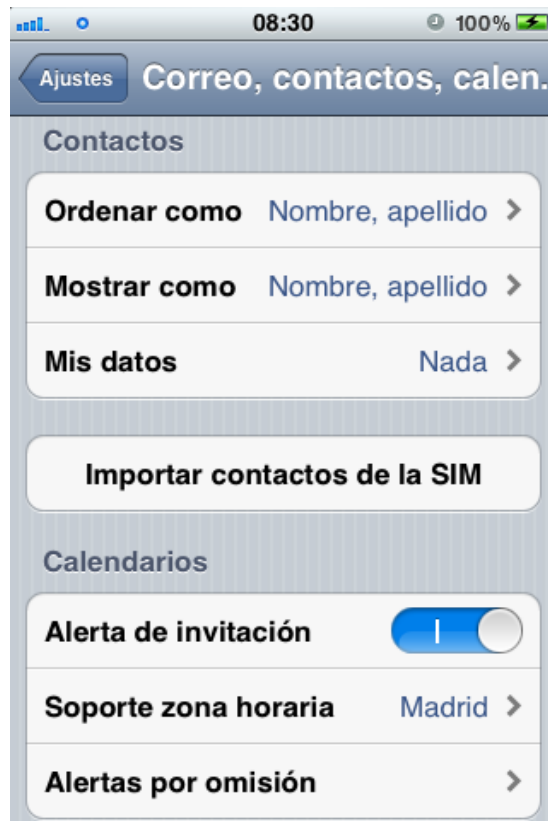 08:30 100%
Ajustes Correo, contactos, calen.
Contactos
Ordenar como Nombre, apellido
Mostrar como Nombre, apellido
Mis datos Nada
Importar contactos de la SIM
Calendarios
Alerta de invitación
Soporte zona horaria Madrid
Alertas por omisión